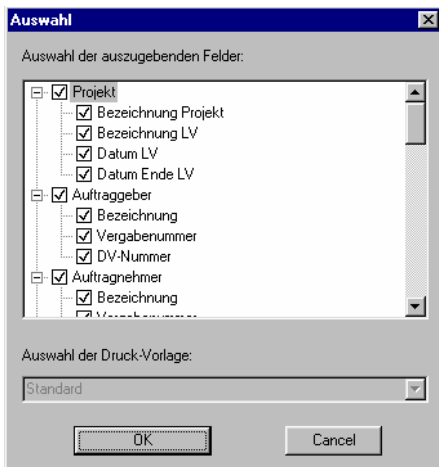 Auswahl
Auswahl der auszugebenden Felder:
Projekt
Bezeichnung Projekt
Bezeichnung LV
Datum LV
Datum Ende LV
Auftraggeber
Bezeichnung
Vergabenummer
DV-Nummer
Auftragnehmer
Bezeichnung
Auswahl der Druck-Vorlage:
Standard
OK
Cancel